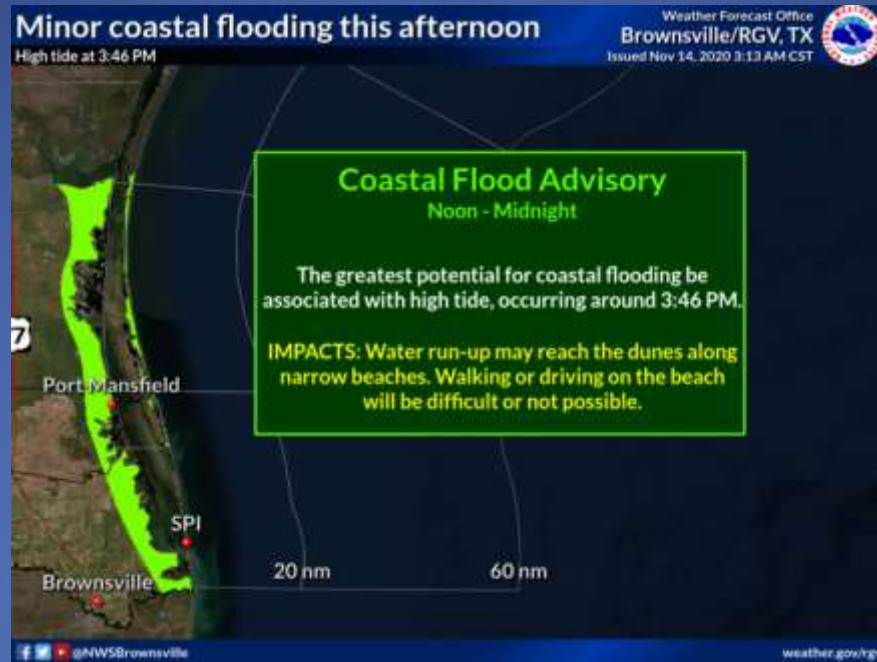 Minor coastal flooding this afternoon
High tide at 3:46 PM
Weather Forecast Office
Brownsville/RGV, TX
Issued Nov 14, 2020 3:13 AM CST
Coastal Flood Advisory
Noon - Midnight
The greatest potential for coastal flooding be
associated with high tide, occurring around 3:46 PM.
IMPACTS: Water run-up may reach the dunes along
narrow beaches. Walking or driving on the beach
will be difficult or not possible.
7
Port Mansfield
SPI
Brownsville
20 nm
60 nm
@NWSBrownsville
weather.gov/rgv